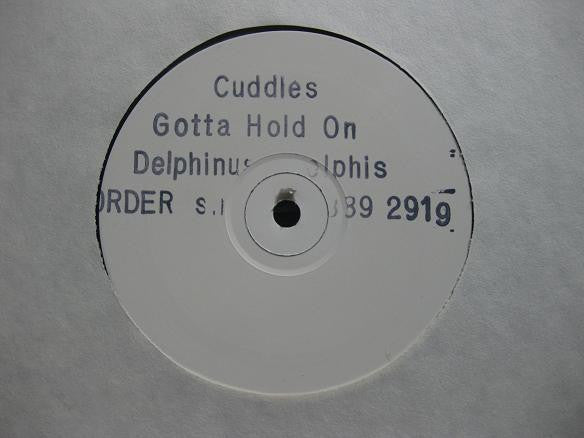 Cuddles
Gotta Hold On
Delphinus
ORDER 2919